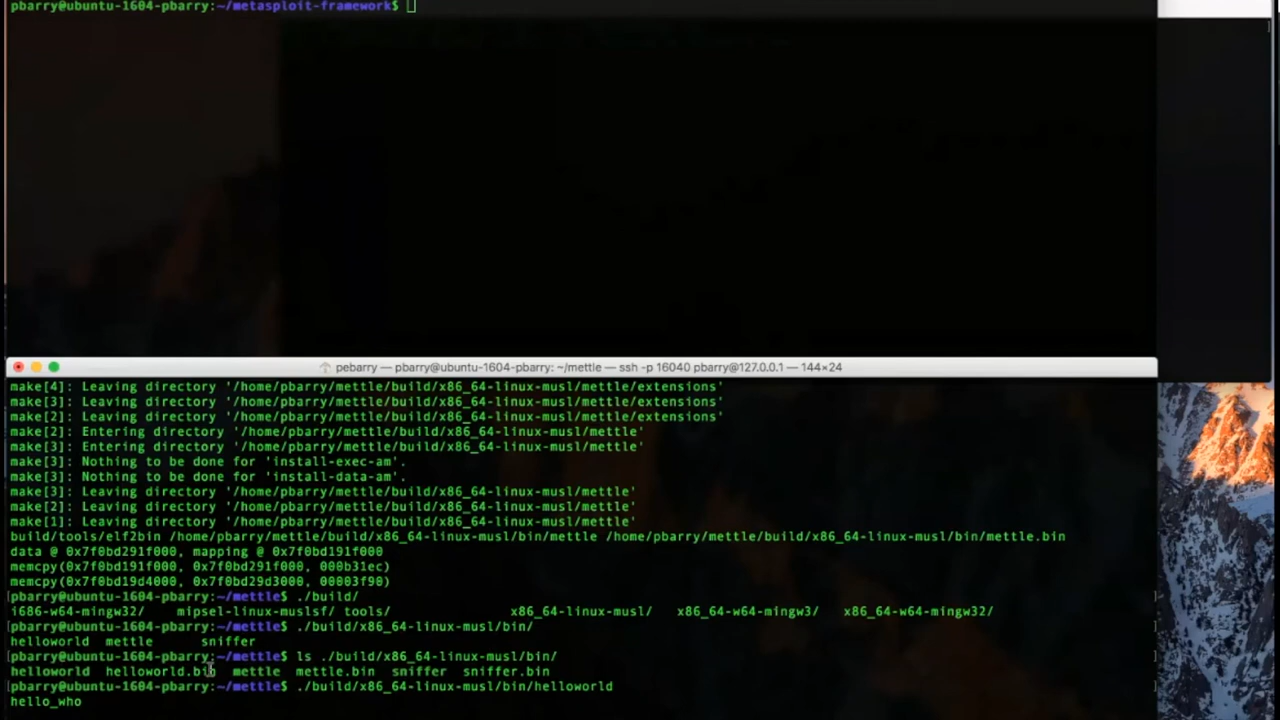 pbarry@ubuntu-1604-pbarry:~/metasploit-framework$
pebarry — pbarry@ubuntu-1604-pbarry: ~/mettle — ssh -p 16040 pbarry@127.0.0.1 — 144×24
make[4]: Leaving directory '/home/pbarry/mettle/build/x86_64-linux-musl/mettle/extensions'
make[3]: Leaving directory '/home/pbarry/mettle/build/x86_64-linux-musl/mettle/extensions'
make[2]: Leaving directory '/home/pbarry/mettle/build/x86_64-linux-musl/mettle/extensions'
make[2]: Entering directory '/home/pbarry/mettle/build/x86_64-linux-musl/mettle'
make[3]: Entering directory '/home/pbarry/mettle/build/x86_64-linux-musl/mettle'
make[3]: Nothing to be done for 'install-exec-am'.
make[3]: Nothing to be done for 'install-data-am'.
make[3]: Leaving directory '/home/pbarry/mettle/build/x86_64-linux-musl/mettle'
make[2]: Leaving directory '/home/pbarry/mettle/build/x86_64-linux-musl/mettle'
make[1]: Leaving directory '/home/pbarry/mettle/build/x86_64-linux-musl/mettle'
build/tools/elf2bin /home/pbarry/mettle/build/x86_64-linux-musl/bin/mettle /home/pbarry/mettle/build/x86_64-linux-musl/bin/mettle.bin
data @ 0x7f0bd291f000, mapping @ 0x7f0bd191f000
memcpy(0x7f0bd191f000, 0x7f0bd291f000, 000b31ec)
memcpy(0x7f0bd19d4000, 0x7f0bd29d3000, 00003f90)
[pbarry@ubuntu-1604-pbarry:~/mettle$ ./build/ ]
i686-w64-mingw32/ mipsel-linux-muslsf/ tools/ x86_64-linux-musl/ x86_64-w64-mingw3/ x86_64-w64-mingw32/
[pbarry@ubuntu-1604-pbarry:~/mettle$ ./build/x86_64-linux-musl/bin/ ]
helloworld mettle sniffer
[pbarry@ubuntu-1604-pbarry:~/mettle$ ls ./build/x86_64-linux-musl/bin/ ]
helloworld helloworld.bin mettle mettle.bin sniffer sniffer.bin
[pbarry@ubuntu-1604-pbarry:~/mettle$ ./build/x86_64-linux-musl/bin/helloworld ]
hello_who